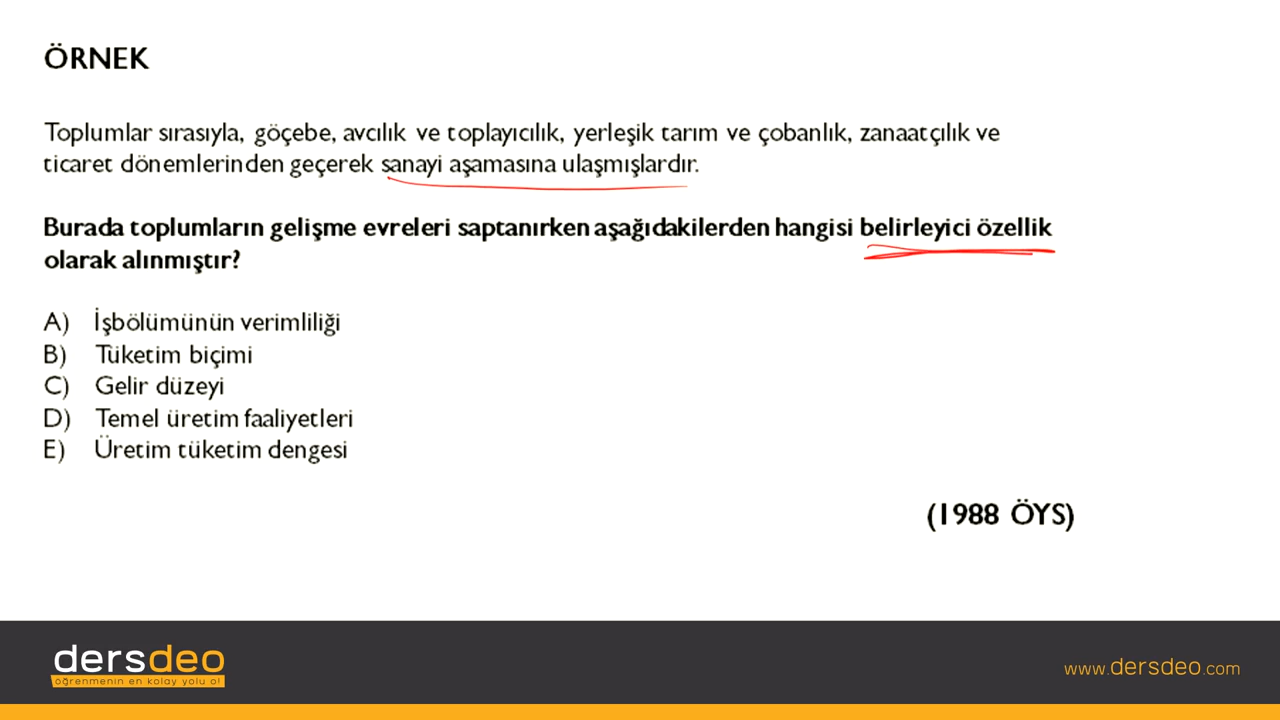 ÖRNEK
Toplumlar sırasıyla, göçebe, avcılık ve toplayıcılık, yerleşik tarım ve çobanlık, zanaatçılık ve
ticaret dönemlerinden geçerek sanayi aşamasına ulaşmışlardır.
Burada toplumların gelişme evreleri saptanırken aşağıdakilerden hangisi belirleyici özellik
olarak alınmıştır?
A) İşbölümünün verimliliği
B) Tüketim biçimi
C) Gelir düzeyi
D) Temel üretim faaliyetleri
E) Üretim tüketim dengesi
(1988 ÖYS)
dersdeo
öğrenmenin en kolay yolu o!
www.dersdeo.com